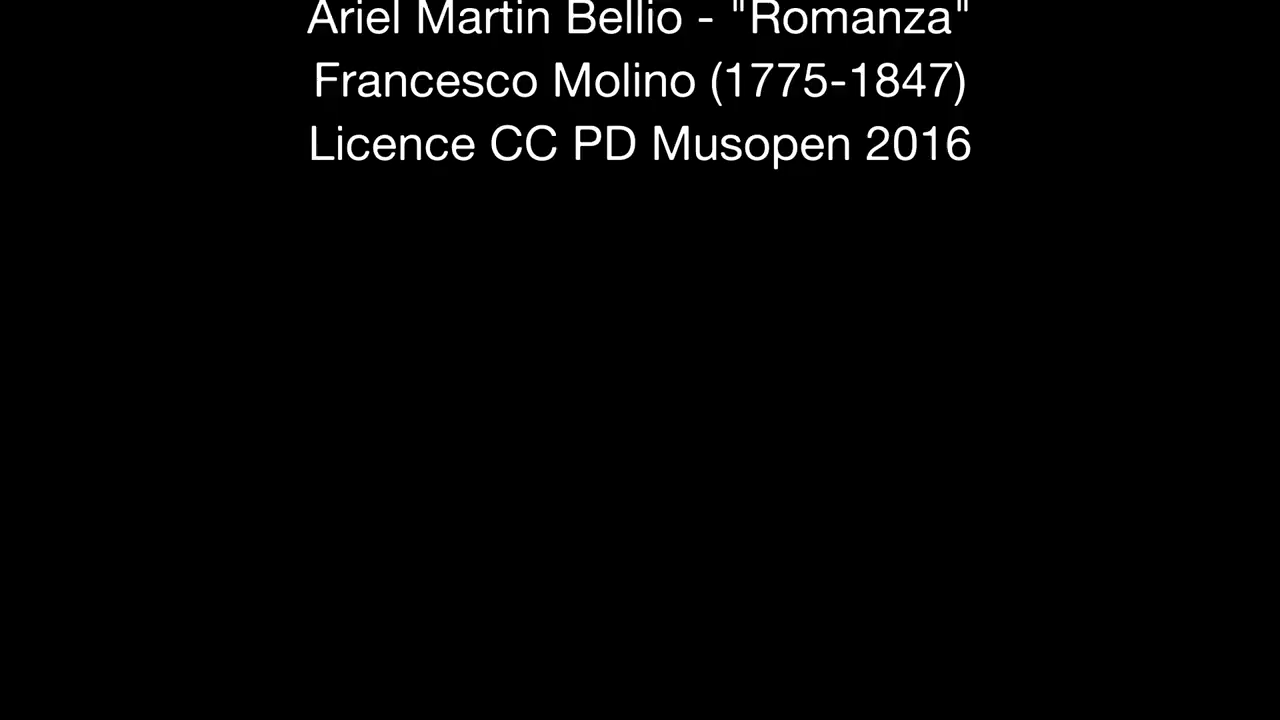 Ariel Martin Bellio - "Romanza"
Francesco Molino (1775-1847)
Licence CC PD Musopen 2016